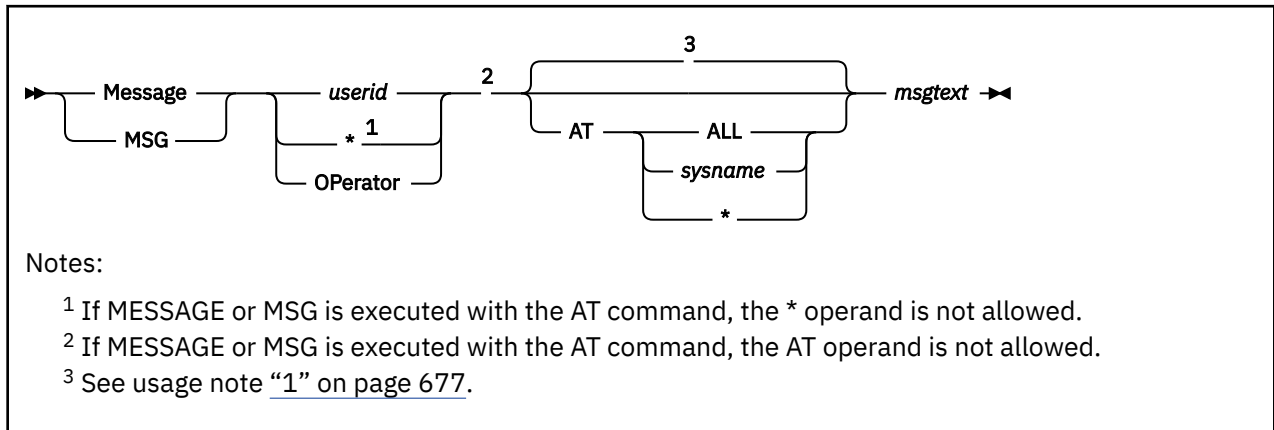 3
Message userid 2 msgtext
MSG * 1 AT ALL
OPerator sysname
*
Notes:
1 If MESSAGE or MSG is executed with the AT command, the * operand is not allowed.
2 If MESSAGE or MSG is executed with the AT command, the AT operand is not allowed.
3 See usage note “1” on page 677.